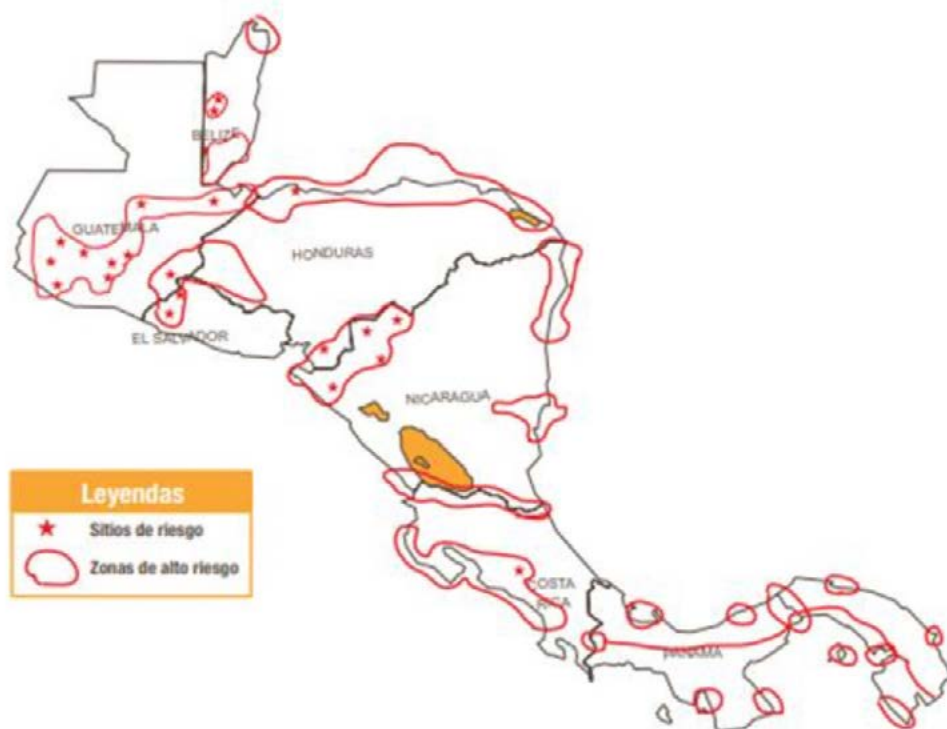 BELIZE
GUATEMALA
HONDURAS
EL SALVADOR
NICARAGUA
Leyendas
Sitios de riesgo
Zonas de alto riesgo
COSTA
RICA
PANAMA